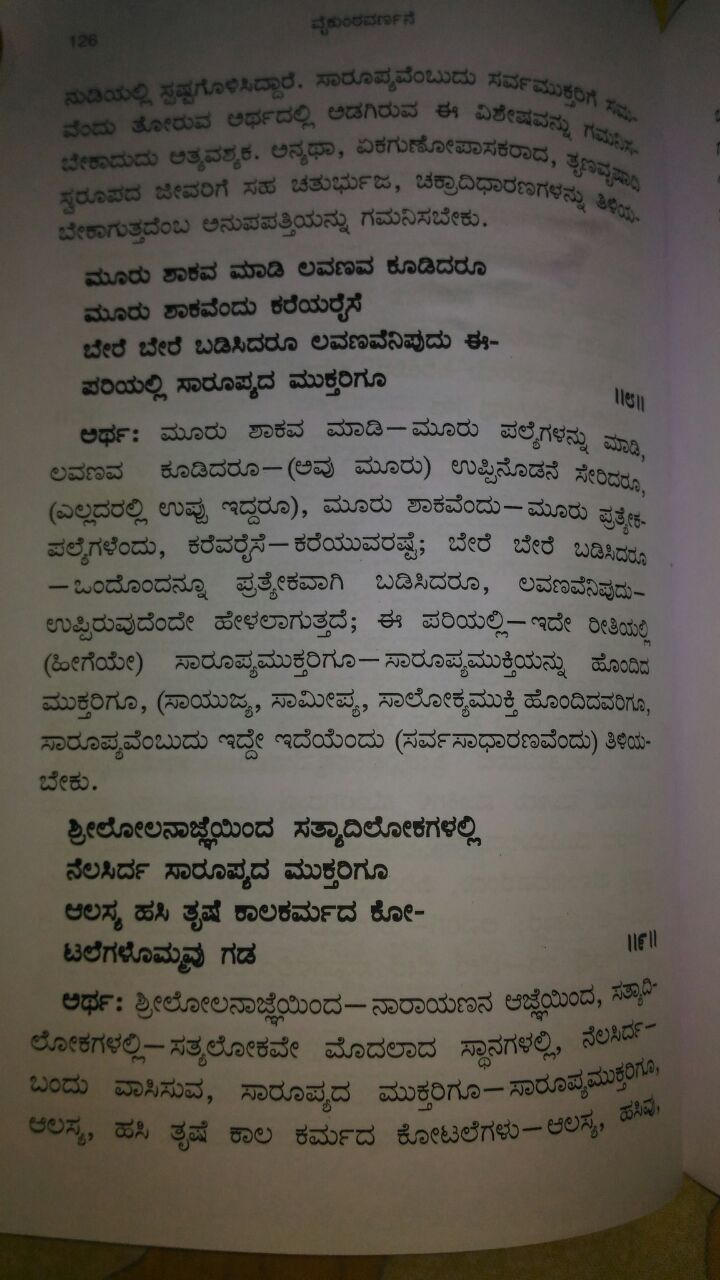 ವೈಕುಂಠವರ್ಣನೆ
126
ನುಡಿಯಲ್ಲಿ ಸ್ಪಷ್ಟಗೊಳಿಸಿದ್ದಾರೆ. ಸಾರೂಪ್ಯವೆಂಬುದು ಸರ್ವಮುಕ್ತರಿಗೆ ಸಮ-
ವೆಂದು ತೋರುವ ಅರ್ಥದಲ್ಲಿ ಅಡಗಿರುವ ಈ ವಿಶೇಷವನ್ನು ಗಮನಿಸ-
ಬೇಕಾದುದು ಅತ್ಯವಶ್ಯಕ. ಅನ್ಯಥಾ, ಏಕಗುಣೋಪಾಸಕರಾದ, ತೃಣವೃಕ್ಷಾದಿ
ಸ್ವರೂಪದ ಜೀವರಿಗೆ ಸಹ ಚತುರ್ಭುಜ, ಚಕ್ರಾದಿಧಾರಣಗಳನ್ನು ತಿಳಿಯ-
ಬೇಕಾಗುತ್ತದೆಂಬ ಅನುಪಪತ್ತಿಯನ್ನು ಗಮನಿಸಬೇಕು.
ಮೂರು ಶಾಕವ ಮಾಡಿ ಲವಣವ ಕೂಡಿದರೂ
ಮೂರು ಶಾಕವೆಂದು ಕರೆಯರೈಸೆ
ಬೇರೆ ಬೇರೆ ಬಡಿಸಿದರೂ ಲವಣವೆನಿಪುದು ಈ-
ಪರಿಯಲ್ಲಿ ಸಾರೂಪ್ಯದ ಮುಕ್ತರಿಗೂ ॥೮॥
ಅರ್ಥ: ಮೂರು ಶಾಕವ ಮಾಡಿ—ಮೂರು ಪಲ್ಯೆಗಳನ್ನು ಮಾಡಿ,
ಲವಣವ ಕೂಡಿದರೂ—(ಅವು ಮೂರು) ಉಪ್ಪಿನೊಡನೆ ಸೇರಿದರೂ,
(ಎಲ್ಲದರಲ್ಲಿ ಉಪ್ಪು ಇದ್ದರೂ), ಮೂರು ಶಾಕವೆಂದು—ಮೂರು ಪ್ರತ್ಯೇಕ-
ಪಲ್ಯೆಗಳೆಂದು, ಕರೆವರೈಸೆ—ಕರೆಯುವರಷ್ಟೆ; ಬೇರೆ ಬೇರೆ ಬಡಿಸಿದರೂ
—ಒಂದೊಂದನ್ನೂ ಪ್ರತ್ಯೇಕವಾಗಿ ಬಡಿಸಿದರೂ, ಲವಣವೆನಿಪುದು—
ಉಪ್ಪಿರುವುದೆಂದೇ ಹೇಳಲಾಗುತ್ತದೆ; ಈ ಪರಿಯಲ್ಲಿ—ಇದೇ ರೀತಿಯಲ್ಲಿ
(ಹೀಗೆಯೇ) ಸಾರೂಪ್ಯಮುಕ್ತರಿಗೂ—ಸಾರೂಪ್ಯಮುಕ್ತಿಯನ್ನು ಹೊಂದಿದ
ಮುಕ್ತರಿಗೂ, (ಸಾಯುಜ್ಯ, ಸಾಮೀಪ್ಯ, ಸಾಲೋಕ್ಯಮುಕ್ತಿ ಹೊಂದಿದವರಿಗೂ,
ಸಾರೂಪ್ಯವೆಂಬುದು ಇದ್ದೇ ಇದೆಯೆಂದು (ಸರ್ವಸಾಧಾರಣವೆಂದು) ತಿಳಿಯ-
ಬೇಕು.
ಶ್ರೀಲೋಲನಾಜ್ಞೆಯಿಂದ ಸತ್ಯಾದಿಲೋಕಗಳಲ್ಲಿ
ನೆಲಸಿರ್ದ ಸಾರೂಪ್ಯದ ಮುಕ್ತರಿಗೂ
ಆಲಸ್ಯ ಹಸಿ ತೃಷೆ ಕಾಲಕರ್ಮದ ಕೋ-
ಟಲೆಗಳೊಮ್ಮವು ಗಡ ॥೯॥
ಅರ್ಥ: ಶ್ರೀಲೋಲನಾಜ್ಞೆಯಿಂದ—ನಾರಾಯಣನ ಆಜ್ಞೆಯಿಂದ, ಸತ್ಯಾದಿ-
ಲೋಕಗಳಲ್ಲಿ—ಸತ್ಯಲೋಕವೇ ಮೊದಲಾದ ಸ್ಥಾನಗಳಲ್ಲಿ, ನೆಲಸಿರ್ದ—
ಬಂದು ವಾಸಿಸುವ, ಸಾರೂಪ್ಯದ ಮುಕ್ತರಿಗೂ—ಸಾರೂಪ್ಯಮುಕ್ತರಿಗೂ,
ಆಲಸ್ಯ, ಹಸಿ ತೃಷೆ ಕಾಲ ಕರ್ಮದ ಕೋಟಲೆಗಳು—ಆಲಸ್ಯ, ಹಸಿವು,